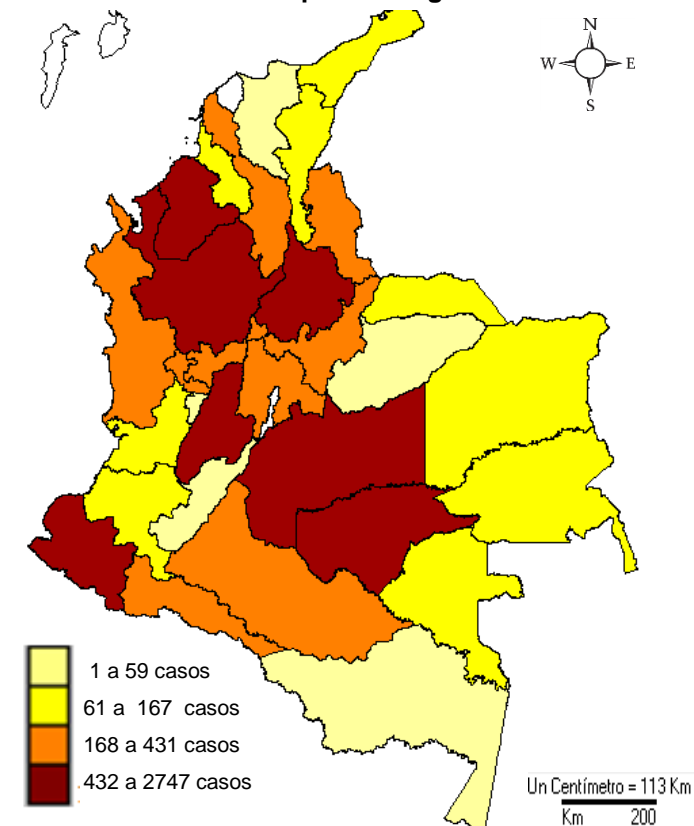 N
W E
S
1 a 59 casos
61 a 167 casos
168 a 431 casos
432 a 2747 casos
Un Centímetro = 113 Km
Km 200